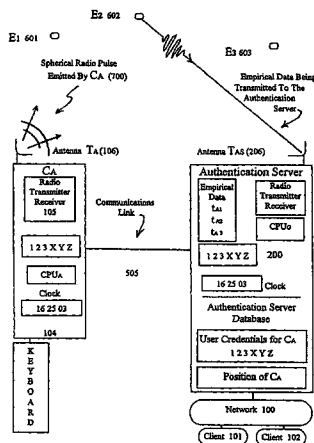 E2 602
E1 601
E3 603
Spherical Radio Pulse
Emitted By CA (700)
Empirical Data Being
Transmitted To The
Authentication
Server
Antenna TA (106)
Antenna TAS (206)
CA
Radio
Transmitter
Receiver
105
1 2 3 X Y Z
CPUA
Clock
16 25 03
104
KEYBOARD
Communications
Link
505
Authentication Server
Empirical
Data
tA1
tA2
tA3
Radio
Transmitter
Receiver
CPUG
1 2 3 X Y Z
200
16 25 03
Clock
Authentication Server
Database
User Credentials for CA
1 2 3 X Y Z
Position of CA
Network 100
Client 101
Client 102